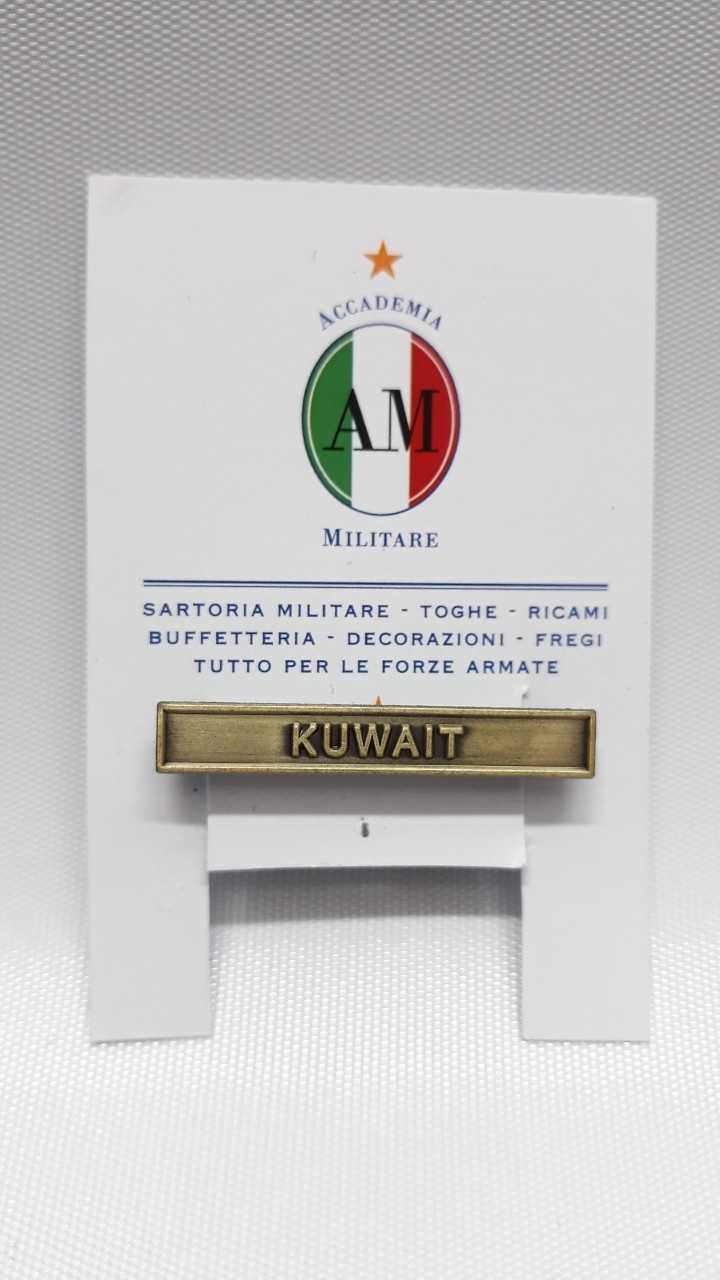 ACCADEMIA
AM
MILITARE
SARTORIA MILITARE - TOGHE - RICAMI
BUFFETTERIA - DECORAZIONI - FREGI
TUTTO PER LE FORZE ARMATE
KUWAIT